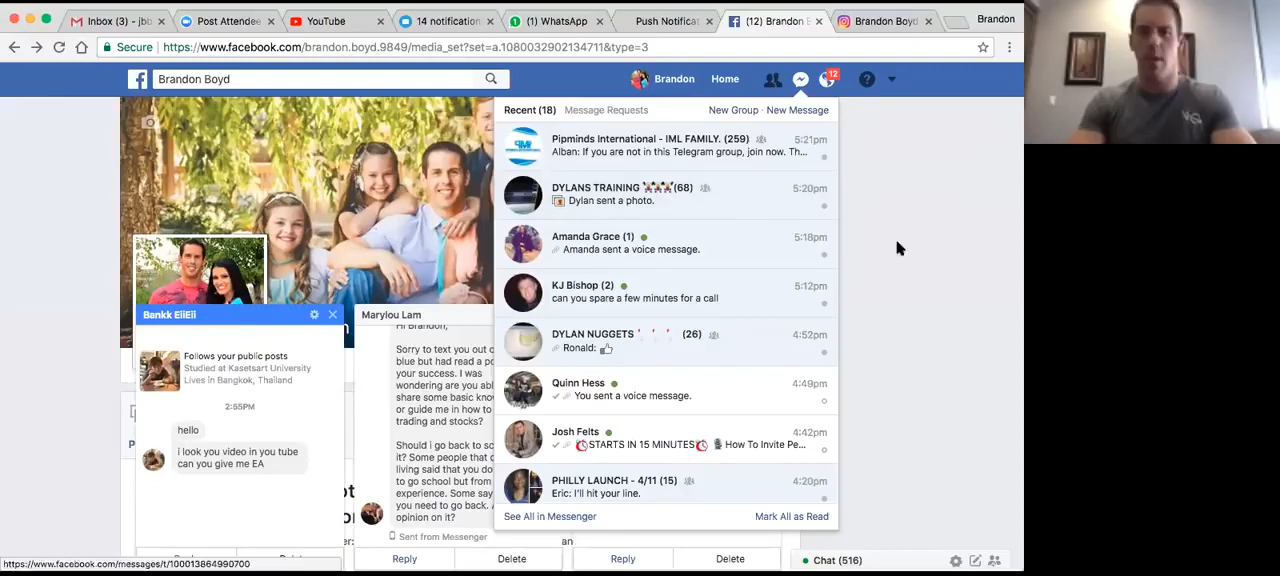 Inbox (3) - jbb
Post Attende
YouTube
14 notification
(1) WhatsApp
Push Notifica
(12) Brandon B
Brandon Boyd
Brandon
Secure
https://www.facebook.com/brandon.boyd.9849/media_set?set=a.10800329021347118&type=3
Brandon Boyd
Brandon
Home
12
Recent (18)
Message Requests
New Group · New Message
Pipminds International - IML FAMILY. (259)
5:21pm
Alban: If you are not in this Telegram group, join now. Th...
DYLANS TRAINING (68)
5:20pm
Dylan sent a photo.
Amanda Grace (1)
5:18pm
Amanda sent a voice message.
KJ Bishop (2)
5:12pm
can you spare a few minutes for a call
DYLAN NUGGETS (26)
4:52pm
Ronald: 👍
Quinn Hess
4:49pm
You sent a voice message.
Josh Felts
4:42pm
STARTS IN 15 MINUTES How To Invite Pe...
PHILLY LAUNCH - 4/11 (15)
4:20pm
Eric: I'll hit your line.
See All in Messenger
Mark All as Read
Bankk EiiEii
Follows your public posts
Studied at Kasetsart University
Lives in Bangkok, Thailand
2:55PM
hello
i look you video in you tube
can you give me EA
Marylou Lam
Hi Brandon,
Sorry to text you out o
blue but had read a po
your success. I was
wondering are you abl
share some basic know
or guide me in how to
trading and stocks?
Should i go back to sc
it? Some people that d
living said that you do
to go school but from
experience. Some say
you need to go back. A
opinion on it?
Sent from Messenger
and
Reply
Delete
Reply
Delete
Chat (516)
https://www.facebook.com/messages/t/100013864990700